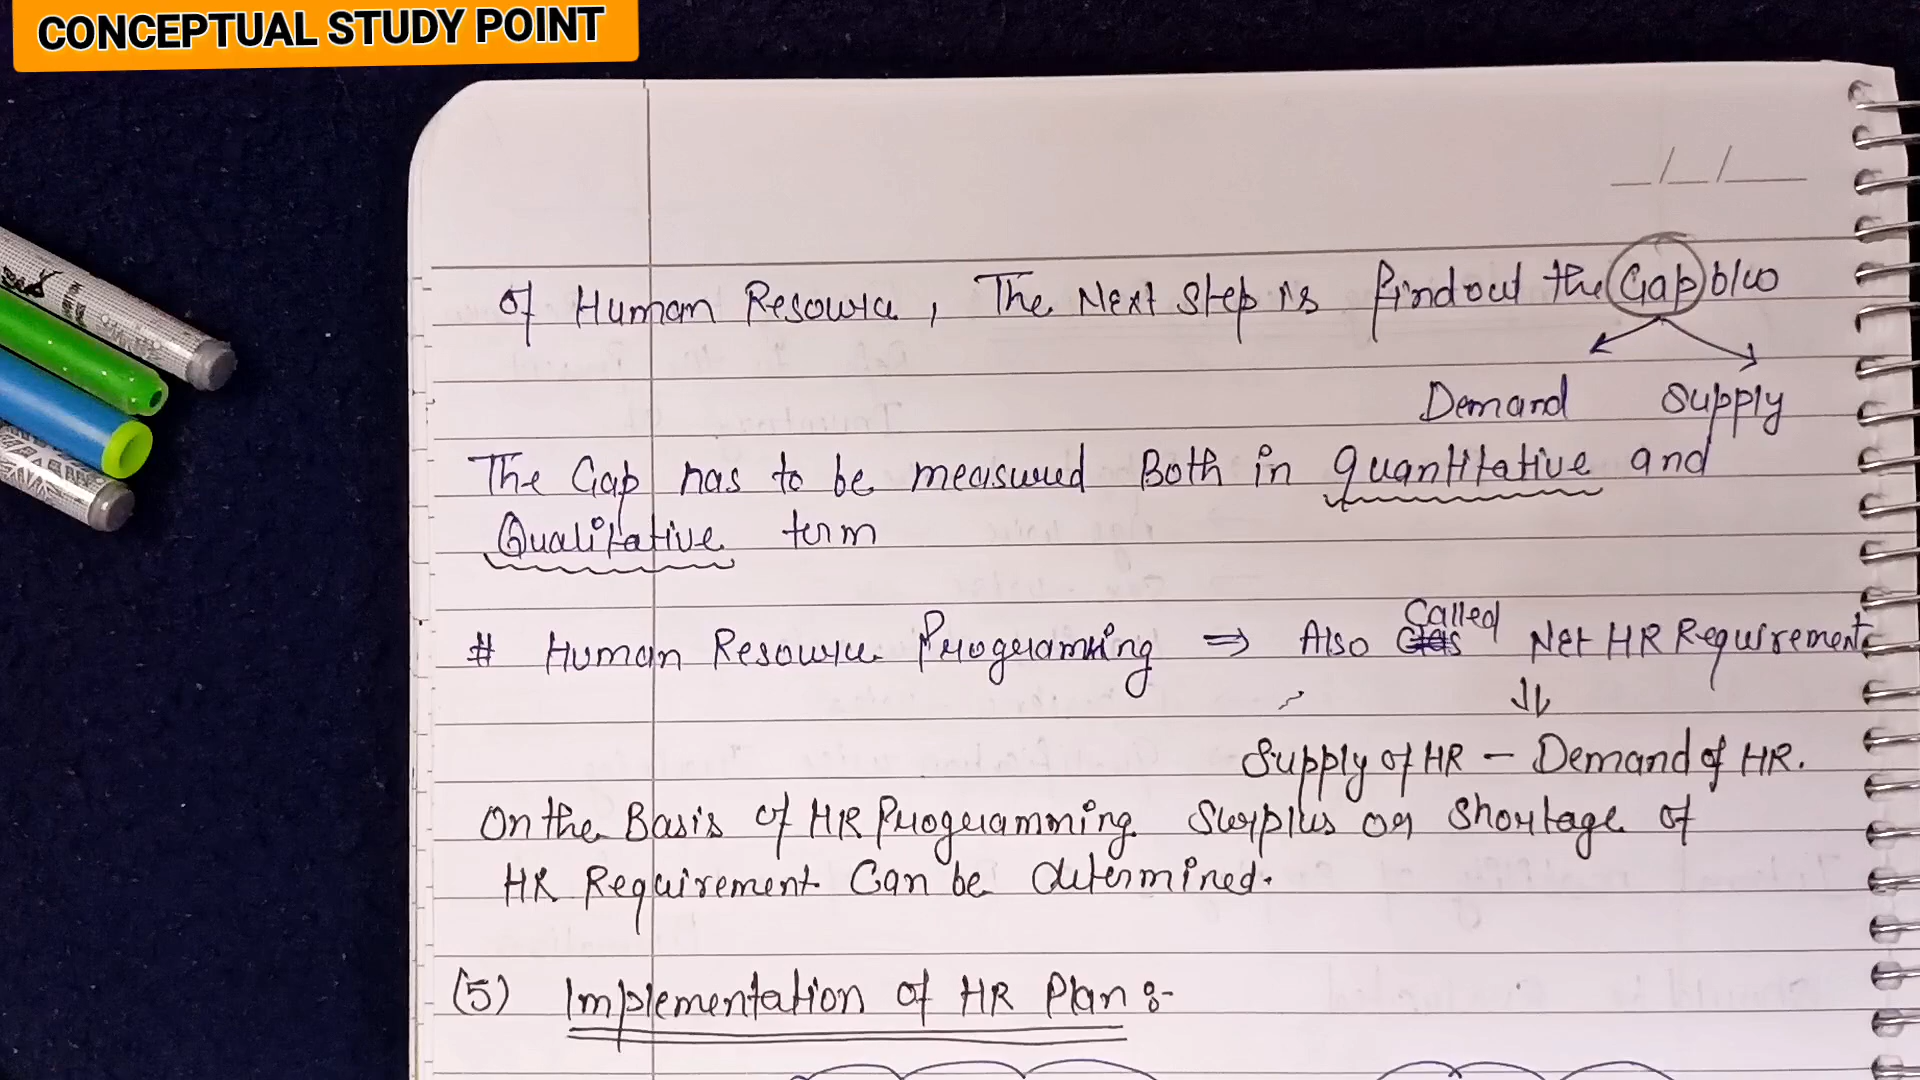 CONCEPTUAL STUDY POINT
of Human Resource, The Next Step is findout the Gap b/w
Demand Supply
The Gap has to be measured Both in quantitative and
Qualitative term
# Human Resource Programming ⇒ Also Called Net HR Requirement
Supply of HR – Demand of HR.
On the Basis of HR Programming Surplus or Shortage of
HR Requirement Can be determined.
(5) Implementation of HR Plan :-